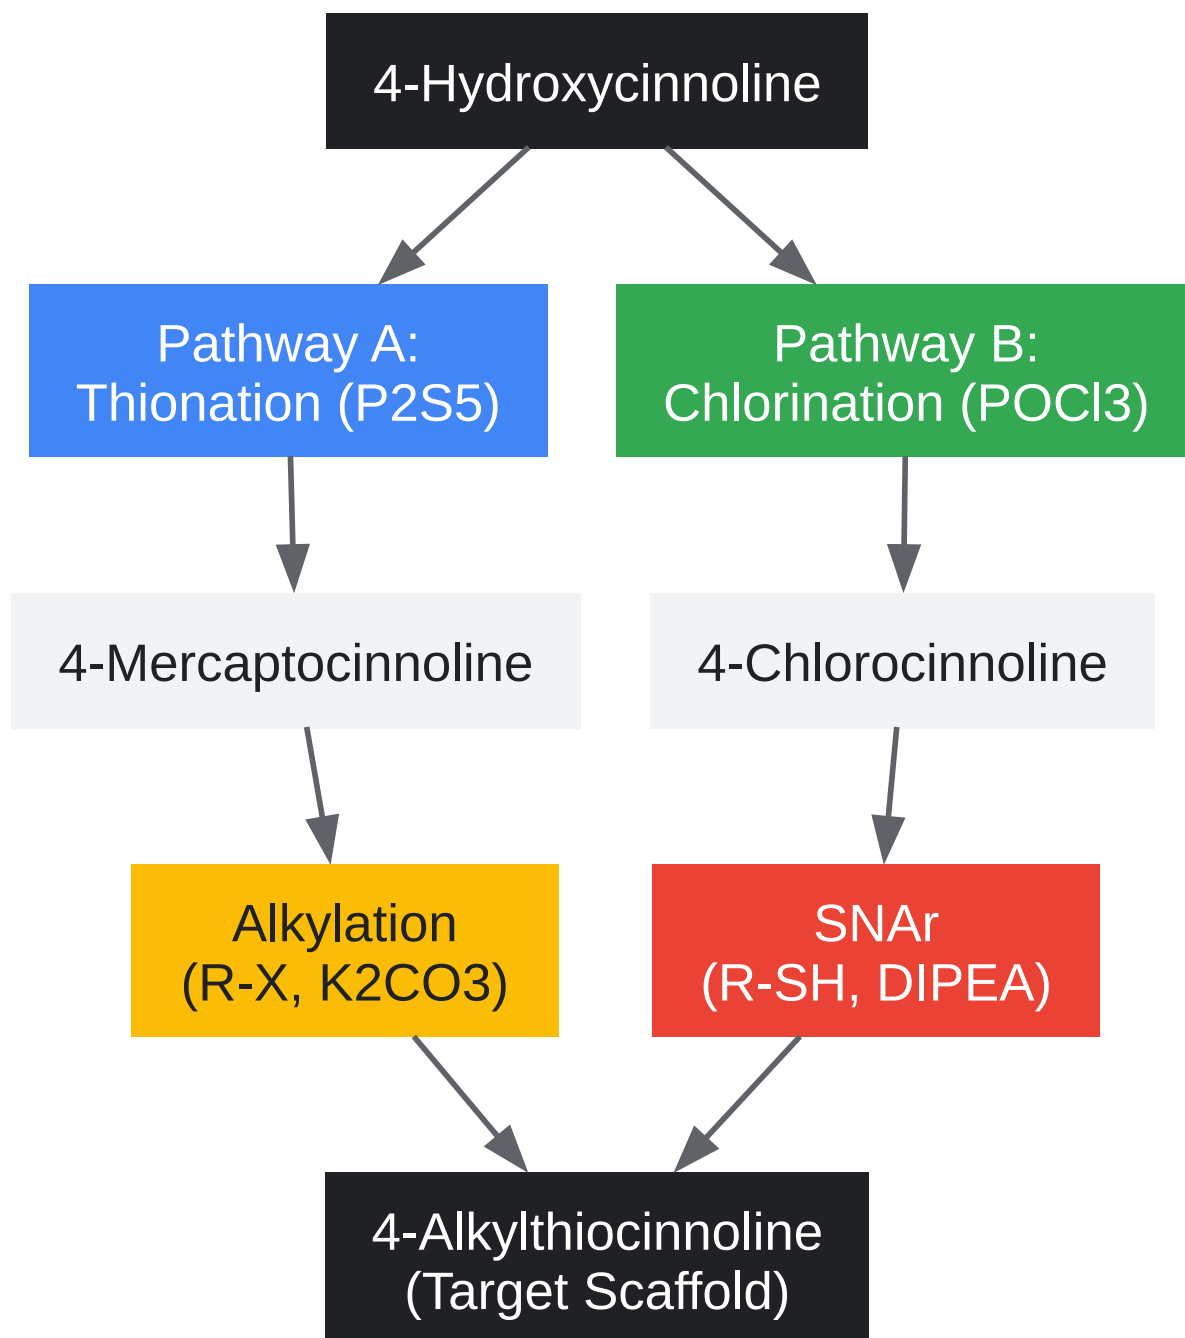 4-Hydroxycinnoline
Pathway A:
Thionation (P2S5)
Pathway B:
Chlorination (POCl3)
4-Mercaptocinnoline
4-Chlorocinnoline
Alkylation
(R-X, K2CO3)
SNAr
(R-SH, DIPEA)
4-Alkylthiocinnoline
(Target Scaffold)